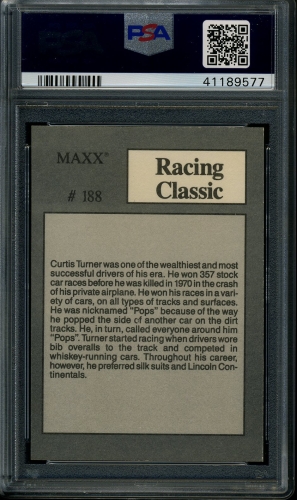 PSA
41189577
MAXX®
Racing
Classic
# 188
Curtis Turner was one of the wealthiest and most
successful drivers of his era. He won 357 stock
car races before he was killed in 1970 in the crash
of his private airplane. He won his races in a vari-
ety of cars, on all types of tracks and surfaces.
He was nicknamed "Pops" because of the way
he popped the side of another car on the dirt
tracks. He, in turn, called everyone around him
"Pops". Turner started racing when drivers wore
bib overalls to the track and competed in
whiskey-running cars. Throughout his career,
however, he preferred silk suits and Lincoln Con-
tinentals.